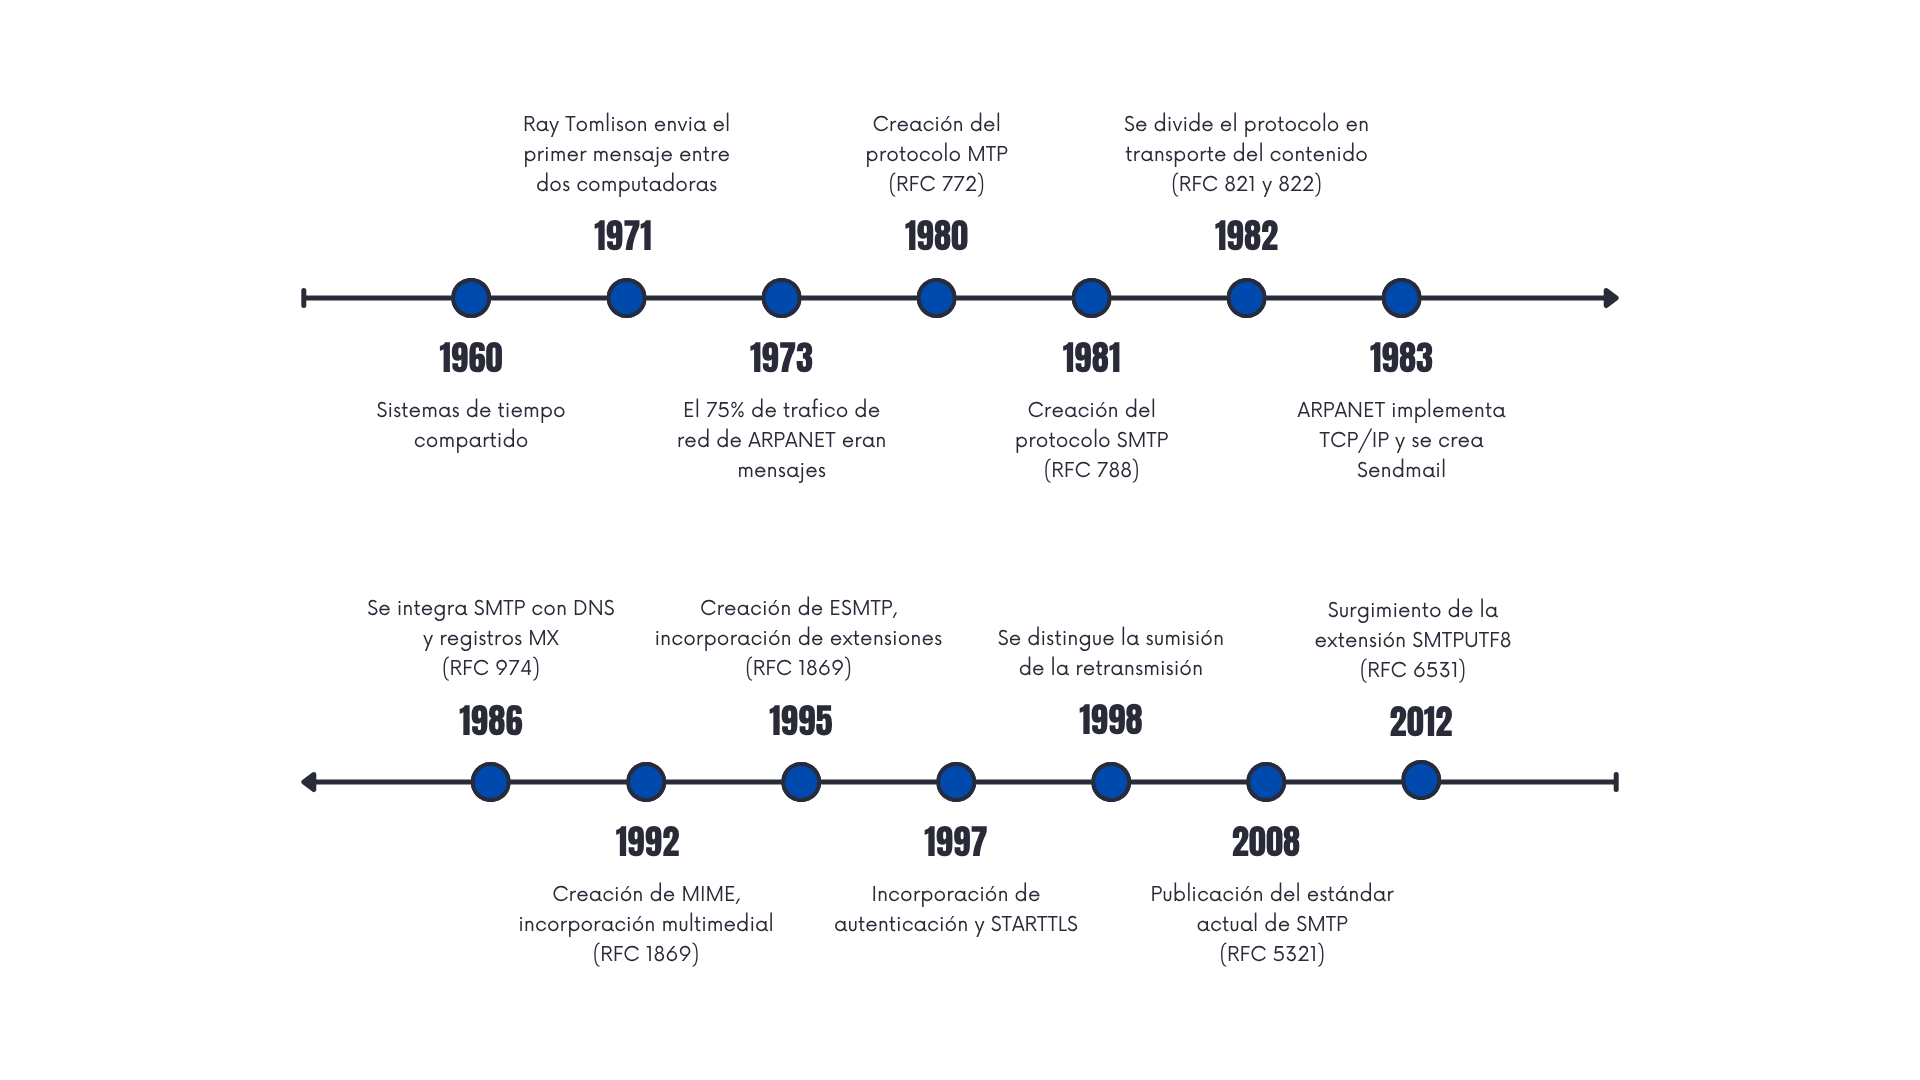 Ray Tomlison envia el
primer mensaje entre
dos computadoras
1971
Creación del
protocolo MTP
(RFC 772)
1980
Se divide el protocolo en
transporte del contenido
(RFC 821 y 822)
1982
1960
Sistemas de tiempo
compartido
1973
El 75% de trafico de
red de ARPANET eran
mensajes
1981
Creación del
protocolo SMTP
(RFC 788)
1983
ARPANET implementa
TCP/IP y se crea
Sendmail
Se integra SMTP con DNS
y registros MX
(RFC 974)
1986
Creación de ESMTP,
incorporación de extensiones
(RFC 1869)
1995
Se distingue la sumisión
de la retransmisión
1998
Surgimiento de la
extensión SMTPUTF8
(RFC 6531)
2012
1992
Creación de MIME,
incorporación multimedial
(RFC 1869)
1997
Incorporación de
autenticación y STARTTLS
2008
Publicación del estándar
actual de SMTP
(RFC 5321)